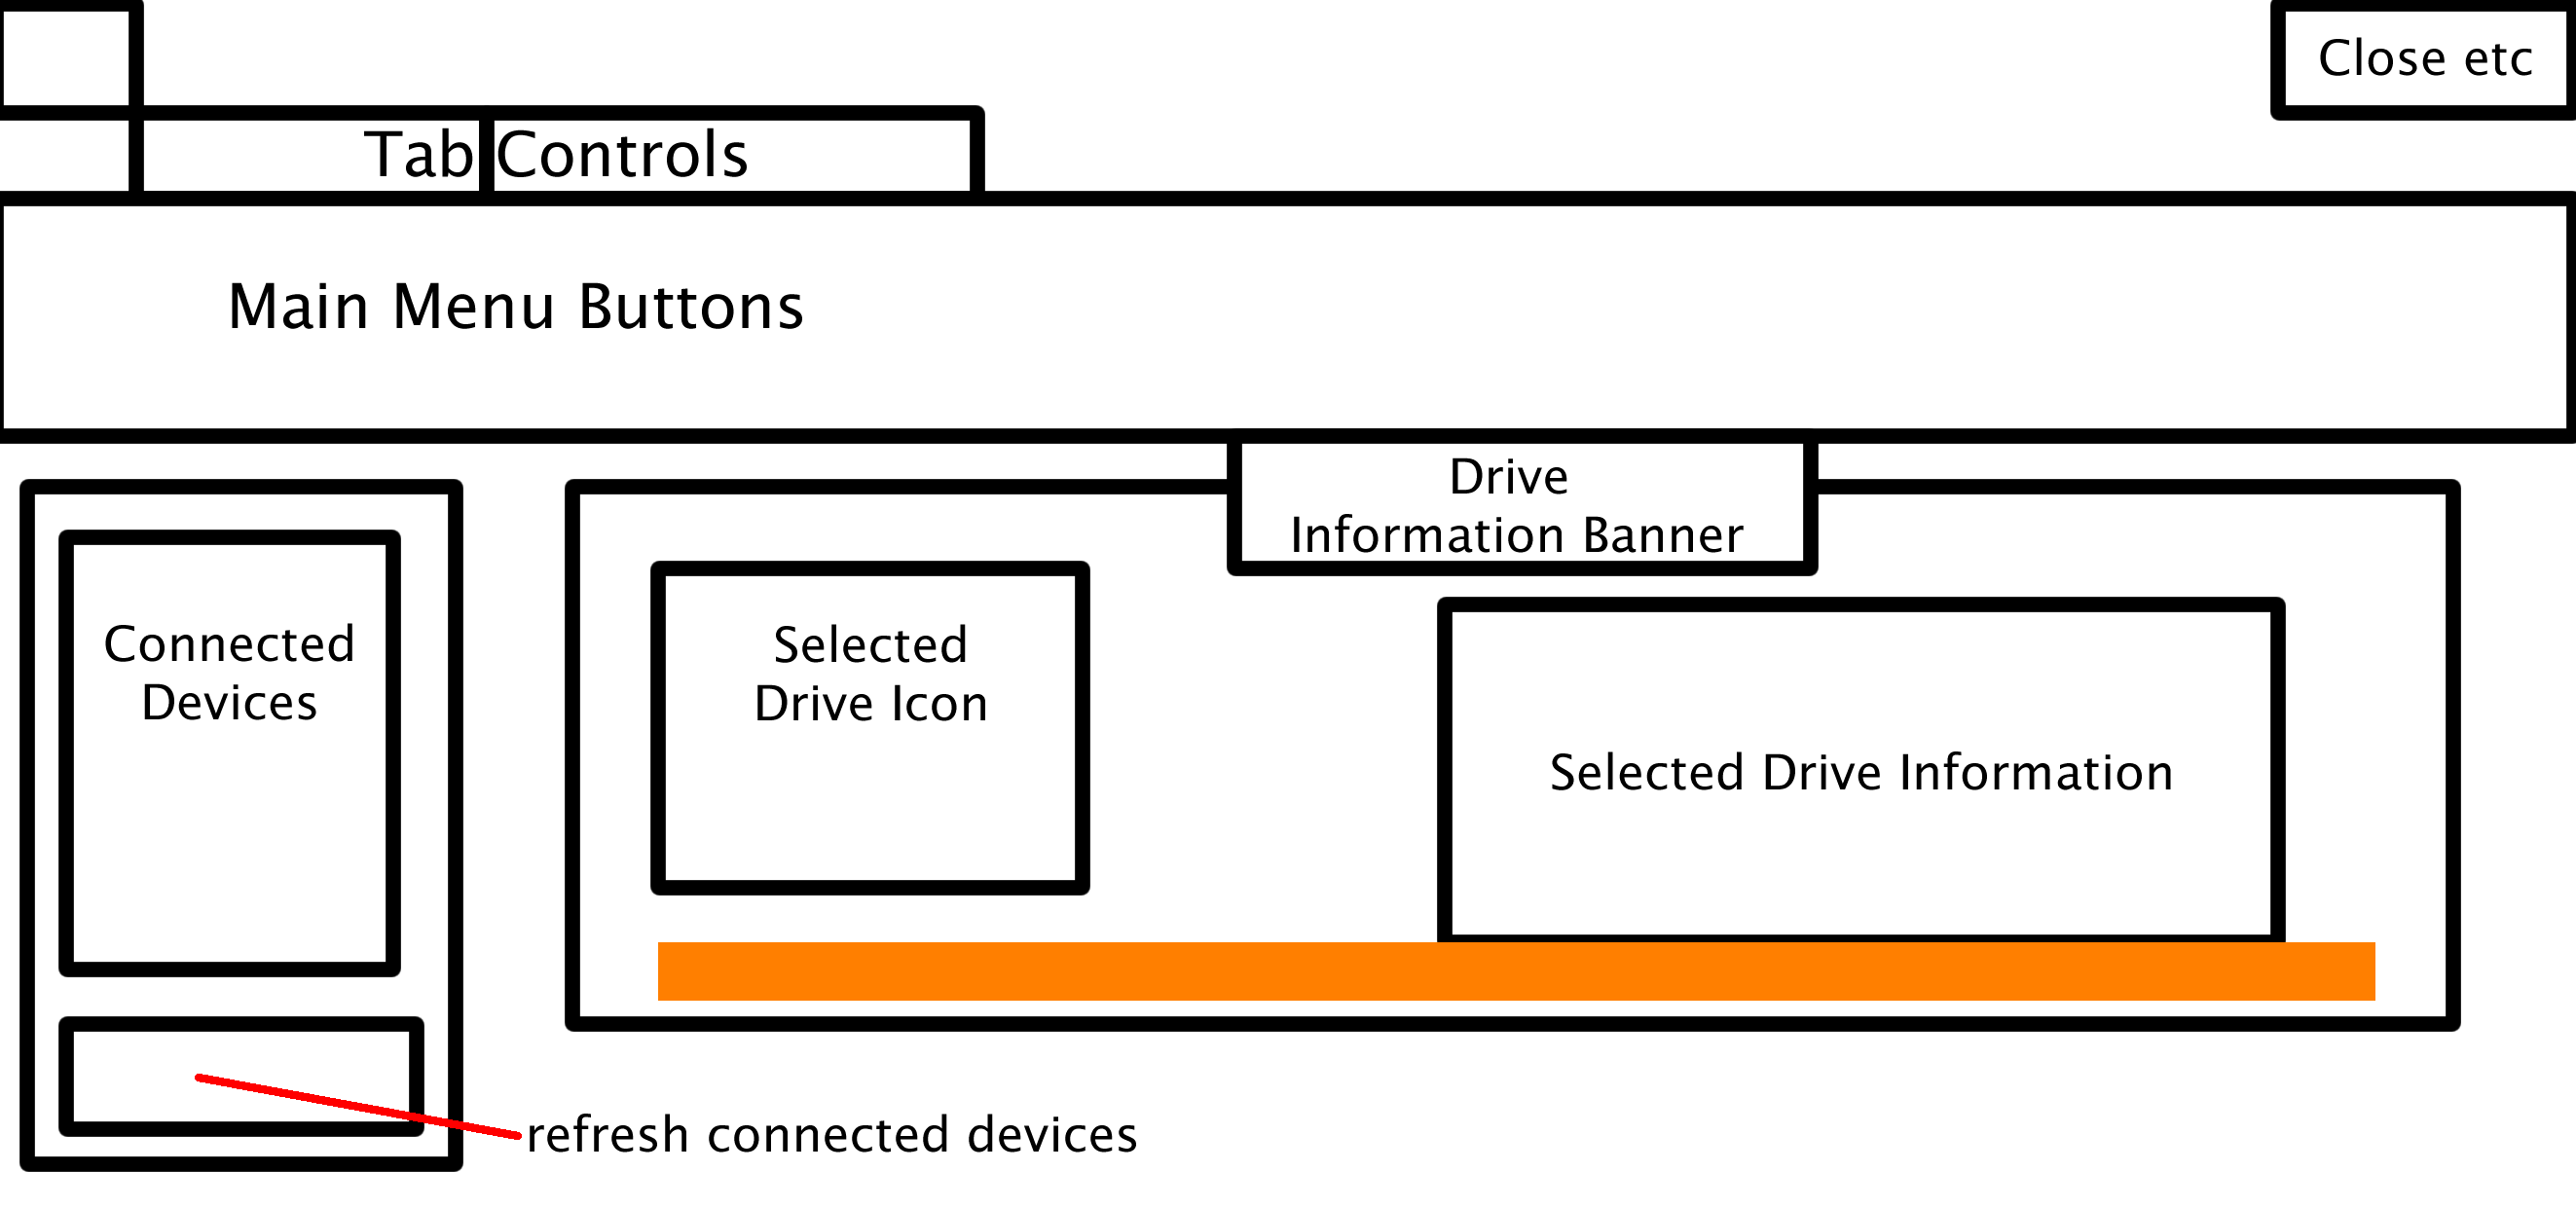 Close etc
Tab Controls
Main Menu Buttons
Drive
Information Banner
Connected
Devices
Selected
Drive Icon
Selected Drive Information
refresh connected devices